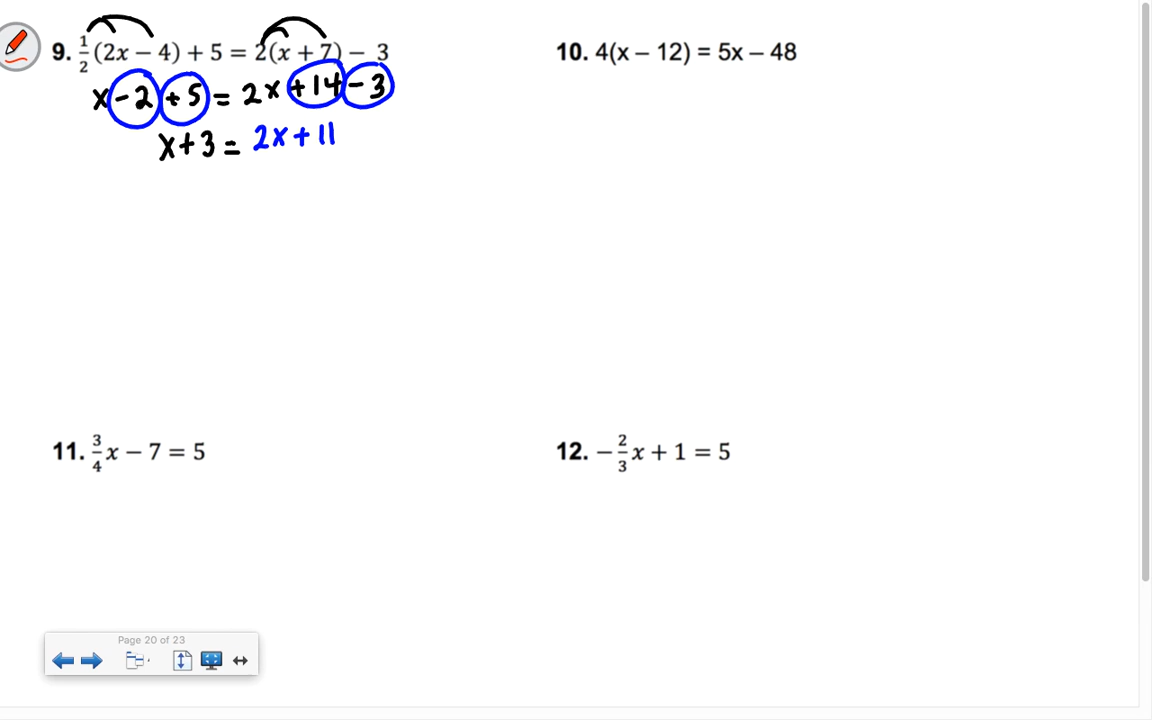 9. 1/2(2x − 4) + 5 = 2(x + 7) − 3
x - 2 + 5 = 2x + 14 - 3
x + 3 = 2x + 11
10. 4(x – 12) = 5x – 48
11. 3/4x − 7 = 5
12. −2/3x + 1 = 5
Page 20 of 23